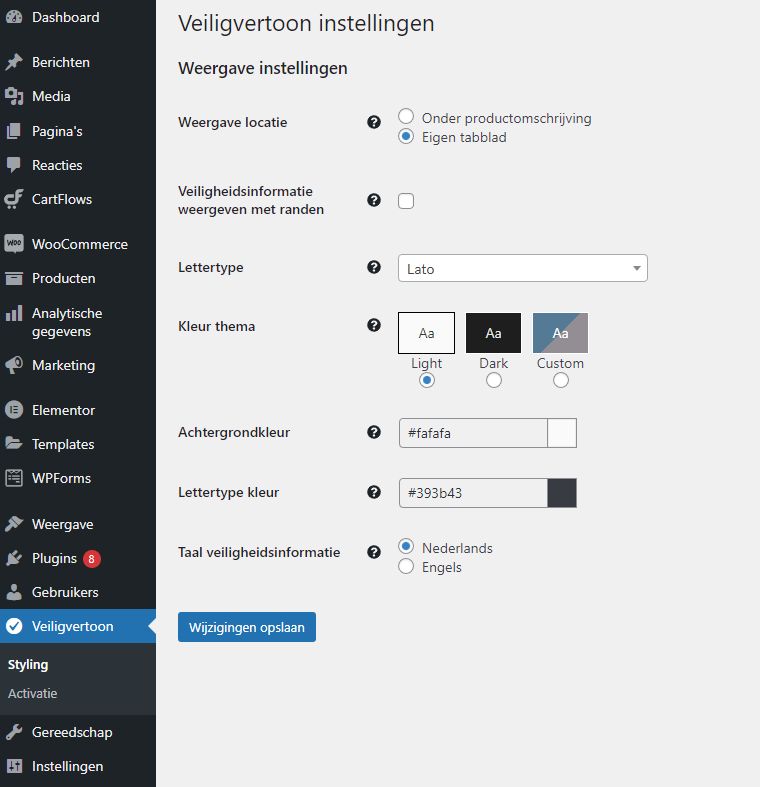 Dashboard
Berichten
Media
Pagina's
Reacties
CartFlows
WooCommerce
Producten
Analytische
gegevens
Marketing
Elementor
Templates
WPForms
Weergave
Plugins 8
Gebruikers
Veiligvertoon
Styling
Activatie
Gereedschap
Instellingen
Veiligvertoon instellingen
Weergave instellingen
Weergave locatie ?
Onder productomschrijving
Eigen tabblad
Veiligheidsinformatie
weergeven met randen ?
Lettertype ? Lato
Kleur thema ? Aa Aa Aa
Light Dark Custom
Achtergrondkleur ? #fafafa
Lettertype kleur ? #393b43
Taal veiligheidsinformatie ? Nederlands
Engels
Wijzigingen opslaan